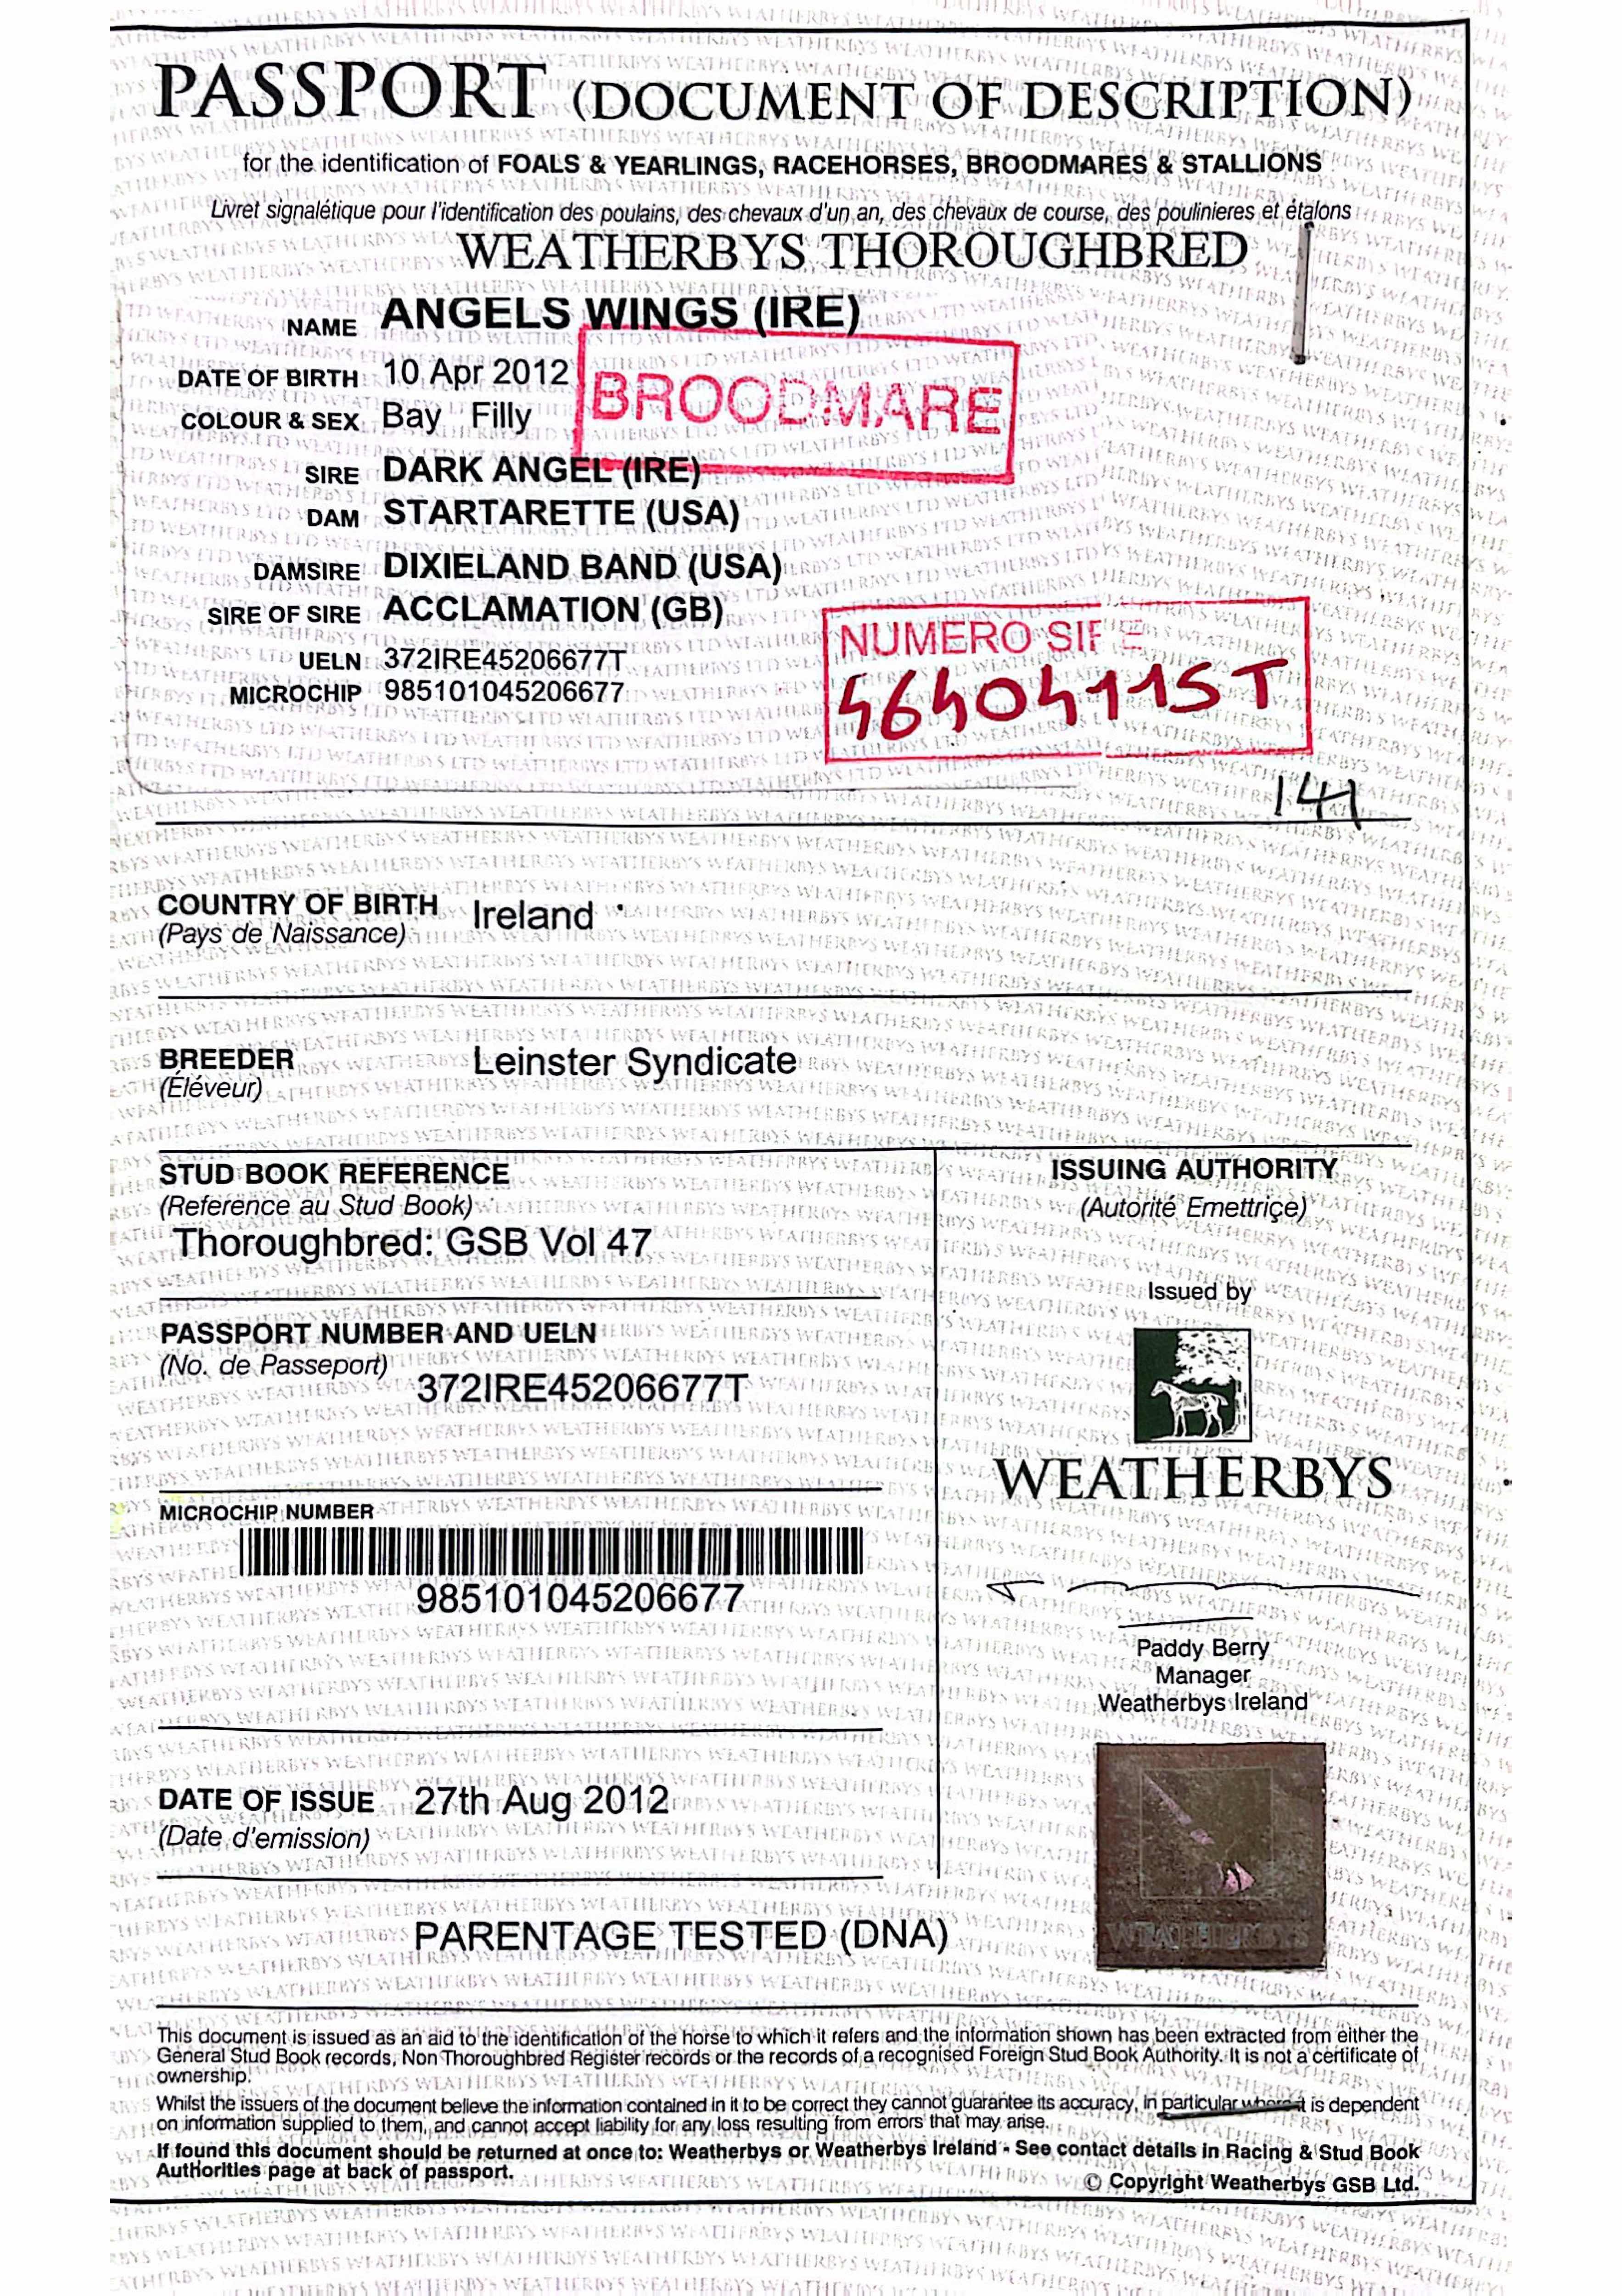 PASSPORT (DOCUMENT OF DESCRIPTION)
for the identification of FOALS & YEARLINGS, RACEHORSES, BROODMARES & STALLIONS
Livret signalétique pour l'identification des poulains, des chevaux d'un an, des chevaux de course, des poulinieres et étalons
WEATHERBYS THOROUGHBRED
NAME ANGELS WINGS (IRE)
DATE OF BIRTH 10 Apr 2012
BROODMARE
COLOUR & SEX Bay Filly
SIRE DARK ANGEL (IRE)
DAM STARTARETTE (USA)
DAMSIRE DIXIELAND BAND (USA)
SIRE OF SIRE ACCLAMATION (GB)
NUMERO SIRE
UELN 372IRE45206677T
MICROCHIP 985101045206677
46404115T
141
COUNTRY OF BIRTH Ireland
(Pays de Naissance)
BREEDER Leinster Syndicate
(Éléveur)
STUD BOOK REFERENCE
(Reference au Stud Book)
Thoroughbred: GSB Vol 47
PASSPORT NUMBER AND UELN
(No. de Passeport)
372IRE45206677T
MICROCHIP NUMBER
985101045206677
DATE OF ISSUE 27th Aug 2012
(Date d'emission)
PARENTAGE TESTED (DNA)
ISSUING AUTHORITY
(Autorité Emettriçe)
Issued by
WEATHERBYS
Paddy Berry
Manager
Weatherbys Ireland
WEATHERBYS
This document is issued as an aid to the identification of the horse to which it refers and the information shown has been extracted from either the
General Stud Book records, Non Thoroughbred Register records or the records of a recognised Foreign Stud Book Authority. It is not a certificate of
ownership.
Whilst the issuers of the document believe the information contained in it to be correct they cannot guarantee its accuracy, in particular where it is dependent
on information supplied to them, and cannot accept liability for any loss resulting from errors that may arise.
If found this document should be returned at once to: Weatherbys or Weatherbys Ireland - See contact details in Racing & Stud Book
Authorities page at back of passport.
© Copyright Weatherbys GSB Ltd.